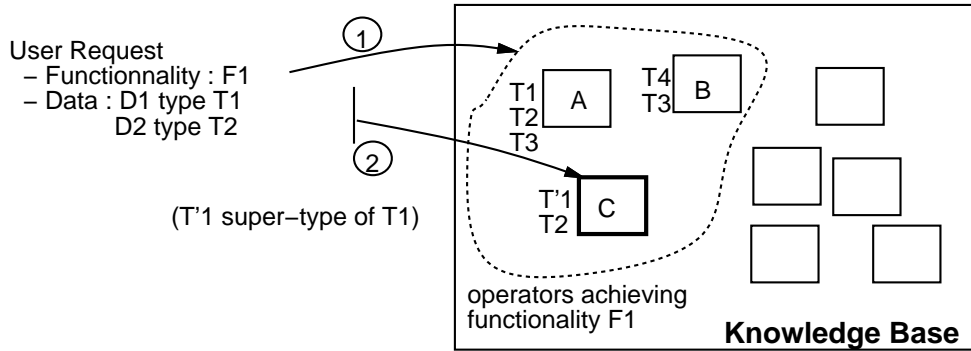 1
User Request
– Functionnality : F1
– Data : D1 type T1
D2 type T2
2
(T'1 super–type of T1)
T1
T2
T3
A
T4
T3
B
T'1
T2
C
operators achieving
functionality F1
Knowledge Base